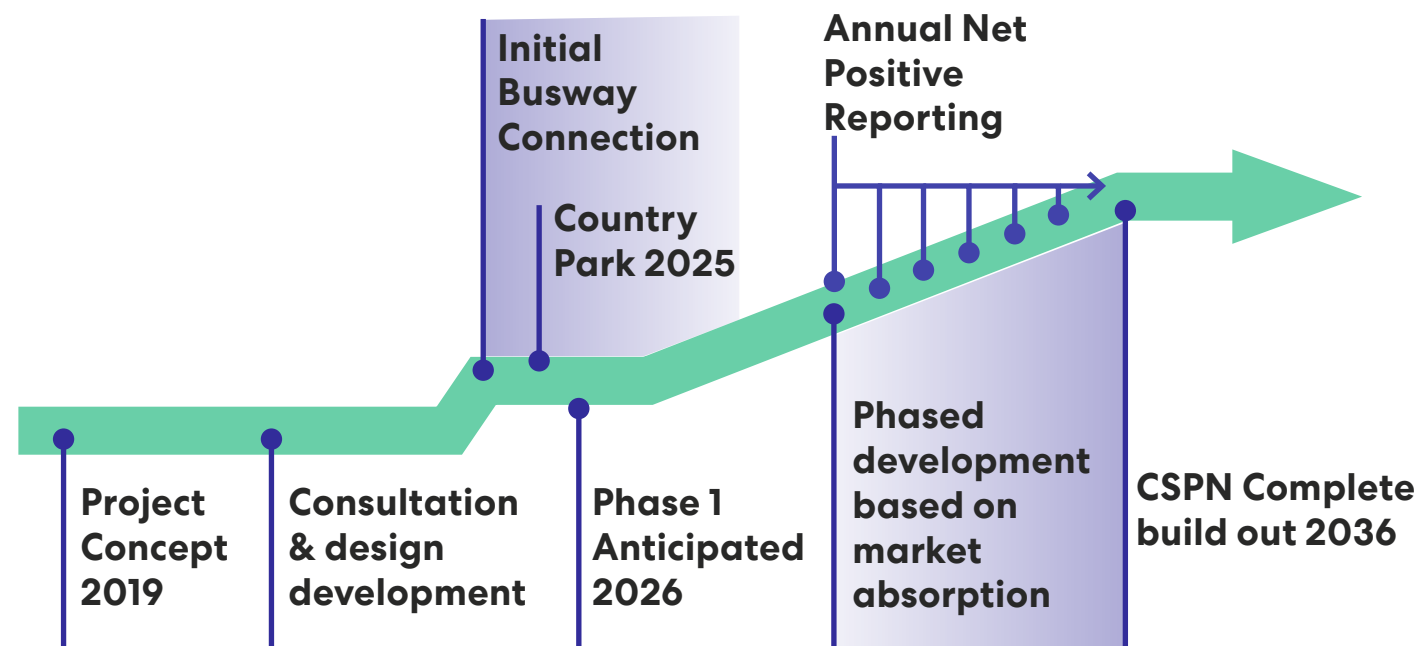 Initial
Busway
Connection
Country
Park 2025
Annual Net
Positive
Reporting
Project
Concept
2019
Consultation
& design
development
Phase 1
Anticipated
2026
Phased
development
based on
market
absorption
CSPN Complete
build out 2036